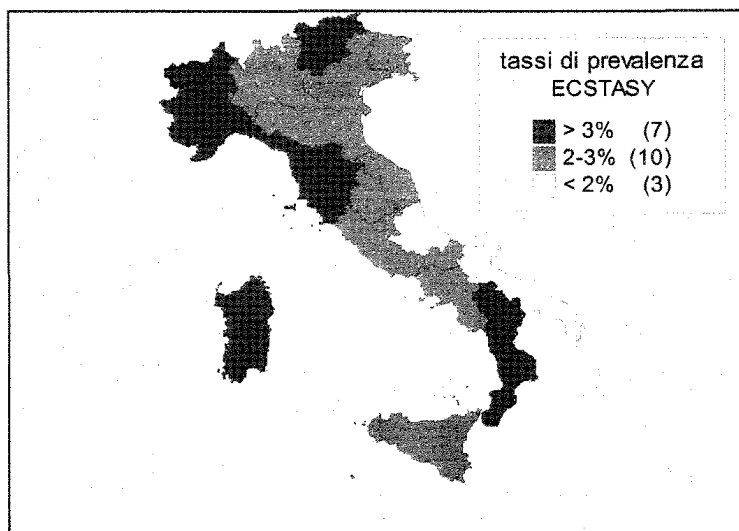 tassi di prevalenza
ECSTASY
> 3% (7)
2-3% (10)
< 2% (3)